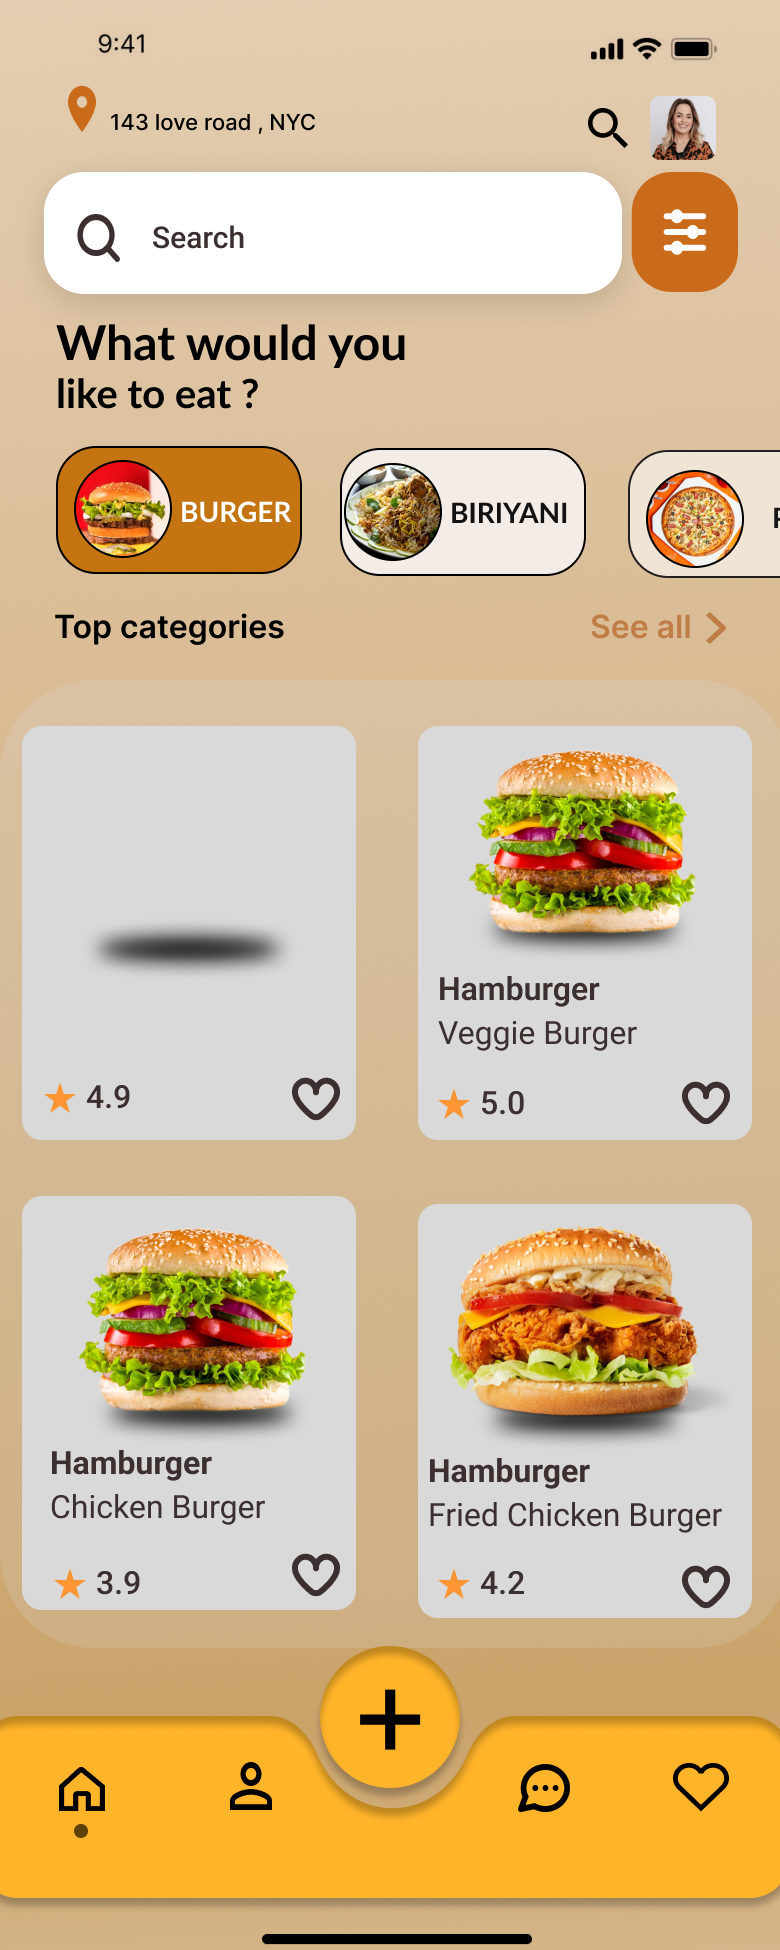 9:41
143 love road , NYC
Search
What would you
like to eat ?
BURGER
BIRIYANI
Top categories
See all
Hamburger
Veggie Burger
4.9
5.0
Hamburger
Chicken Burger
Hamburger
Fried Chicken Burger
3.9
4.2